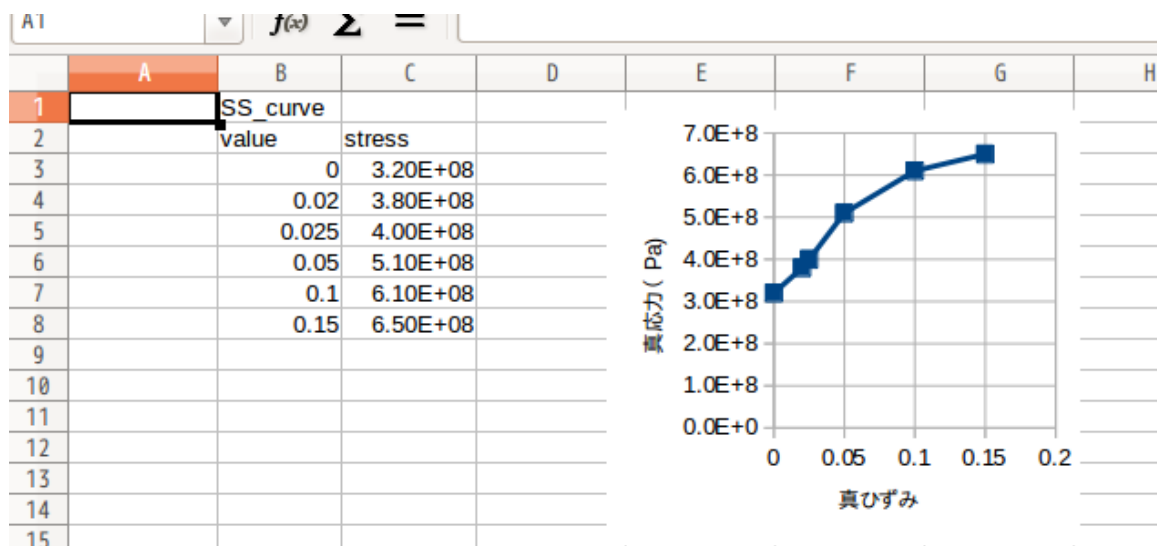 A1 f(x) Σ =
A B C D E F G H
1 SS_curve
2 value stress
3 0 3.20E+08
4 0.02 3.80E+08
5 0.025 4.00E+08
6 0.05 5.10E+08
7 0.1 6.10E+08
8 0.15 6.50E+08
9
10
11
12
13
14
15
7.0E+8
6.0E+8
5.0E+8
4.0E+8
3.0E+8
2.0E+8
1.0E+8
0.0E+0
真応力( Pa)
0 0.05 0.1 0.15 0.2
真ひずみ